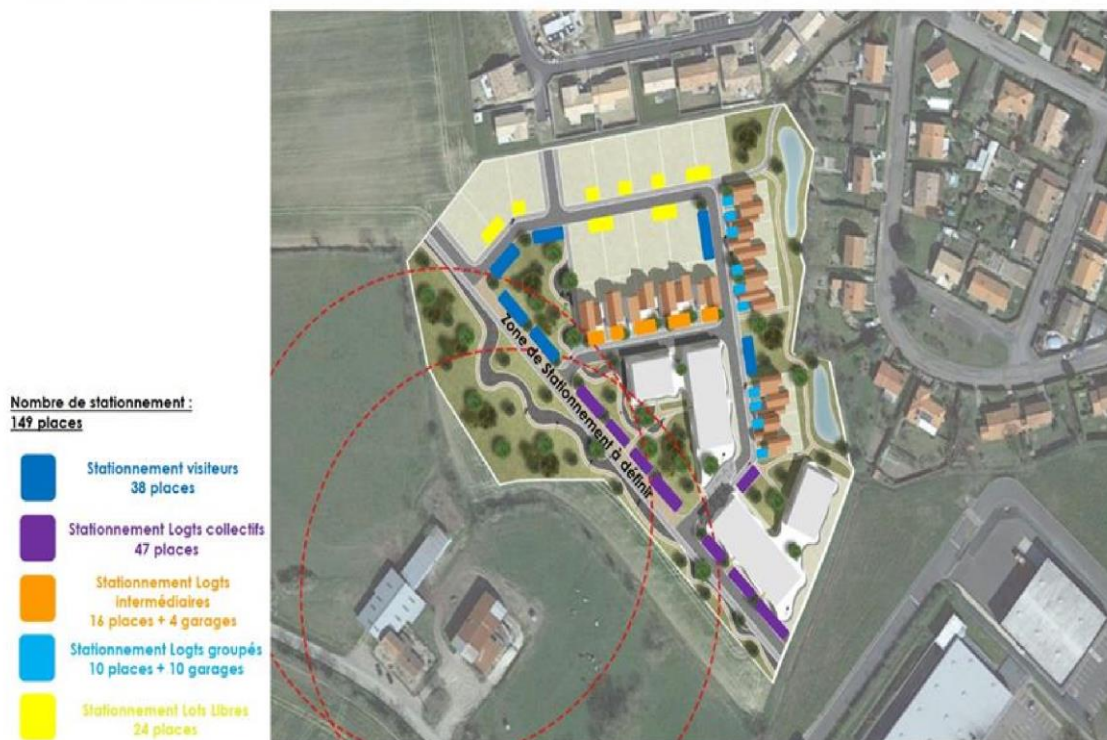 Nombre de stationnement :
149 places
Stationnement visiteurs
38 places
Stationnement Logts collectifs
47 places
Stationnement Logts
intermédiaires
16 places + 4 garages
Stationnement Logts groupés
10 places + 10 garages
Stationnement Lots Libres
24 places
Zone de Stationnement à définir